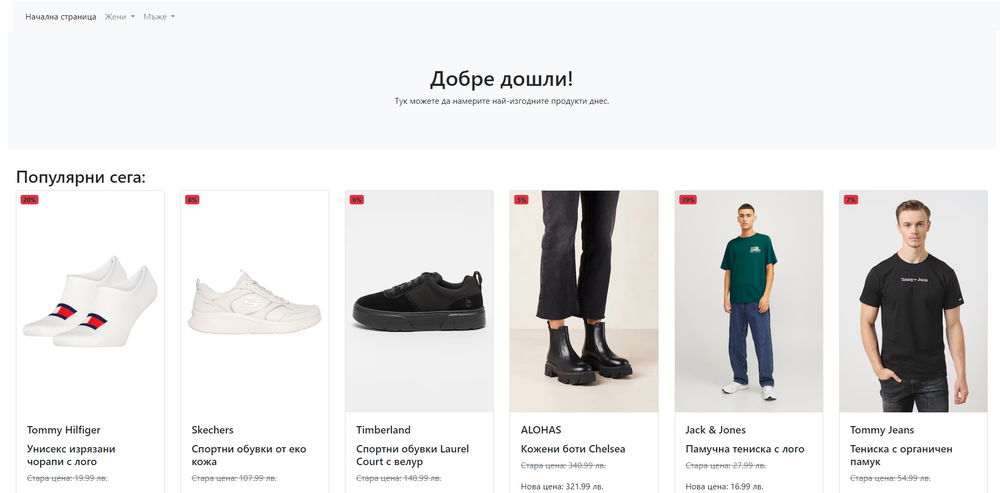 Начална страница Жени Мъже
Добре дошли!
Тук можете да намерите най-изгодните продукти днес.
Популярни сега:
20%
8%
6%
5%
39%
7%
Tommy Jeans
Tommy Hilfiger
Унисекс изрязани
чорапи с лого
Стара цена: 19.99 лв.
Skechers
Спортни обувки от еко
кожа
Стара цена: 107.99 лв.
Timberland
Спортни обувки Laurel
Court с велур
Стара цена: 148.99 лв.
ALOHAS
Кожени боти Chelsea
Стара цена: 340.99 лв.
Нова цена: 321.99 лв.
Jack & Jones
Памучна тениска с лого
Стара цена: 27.99 лв.
Нова цена: 16.99 лв.
Tommy Jeans
Тениска с органичен
памук
Стара цена: 54.99 лв.